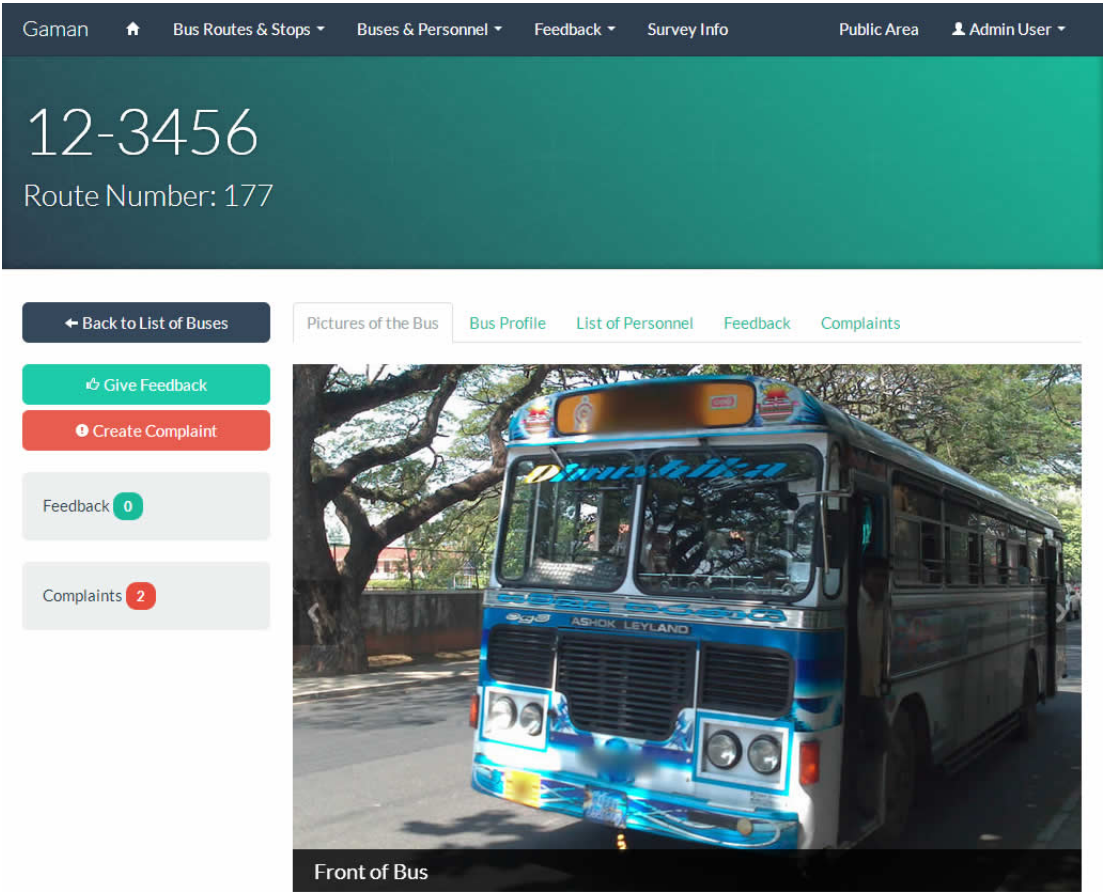 Gaman Bus Routes & Stops Buses & Personnel Feedback Survey Info Public Area Admin User
12-3456
Route Number: 177
Back to List of Buses
Pictures of the Bus Bus Profile List of Personnel Feedback Complaints
Give Feedback
Create Complaint
Feedback 0
Complaints 2
Dinushika
ASHOK LEYLAND
Front of Bus